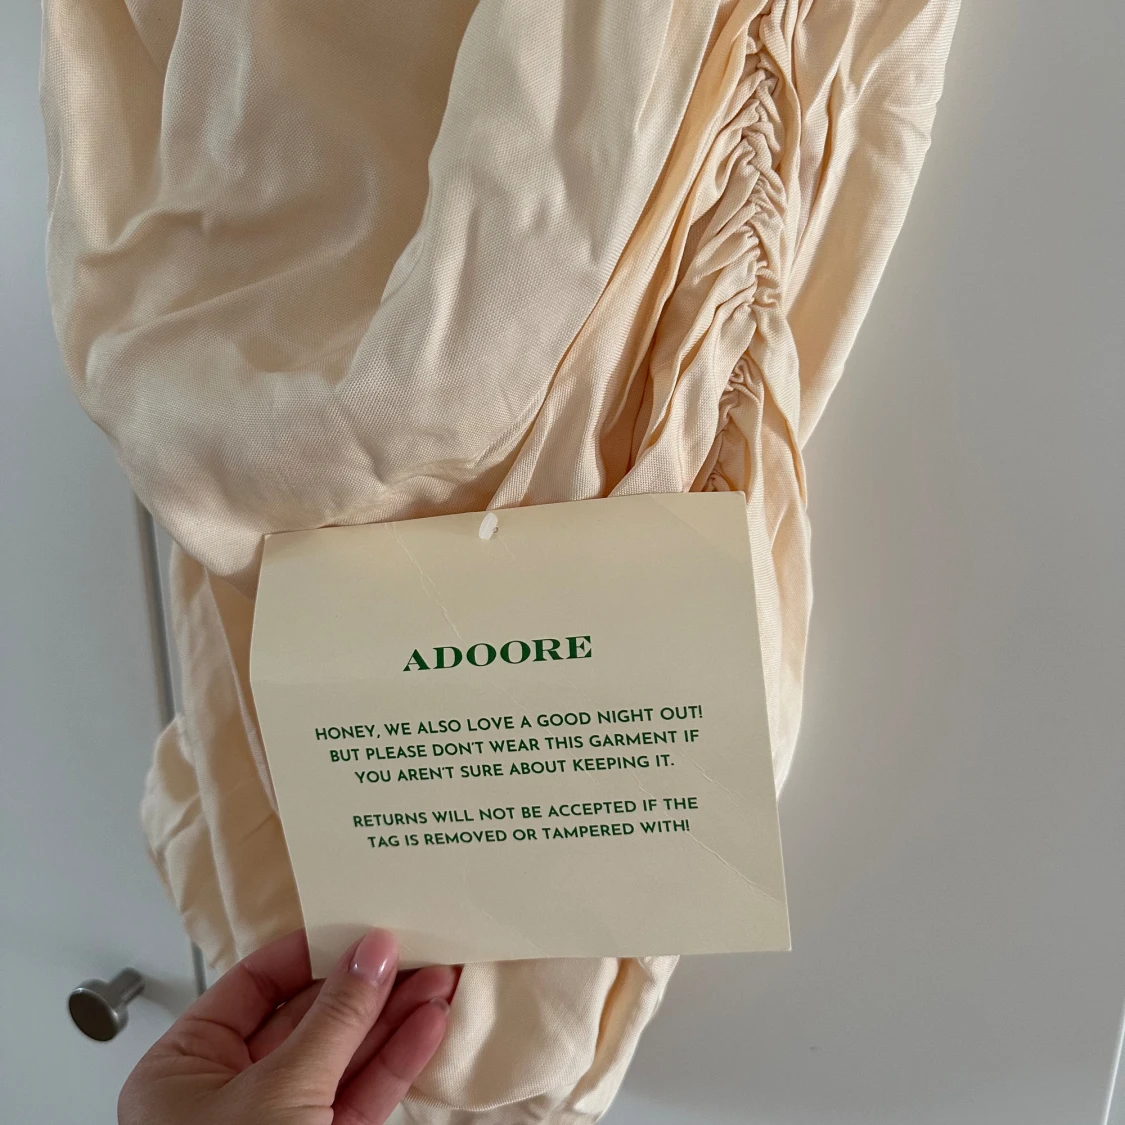 ADOORE
HONEY, WE ALSO LOVE A GOOD NIGHT OUT!
BUT PLEASE DON'T WEAR THIS GARMENT IF
YOU AREN'T SURE ABOUT KEEPING IT.
RETURNS WILL NOT BE ACCEPTED IF THE
TAG IS REMOVED OR TAMPERED WITH!